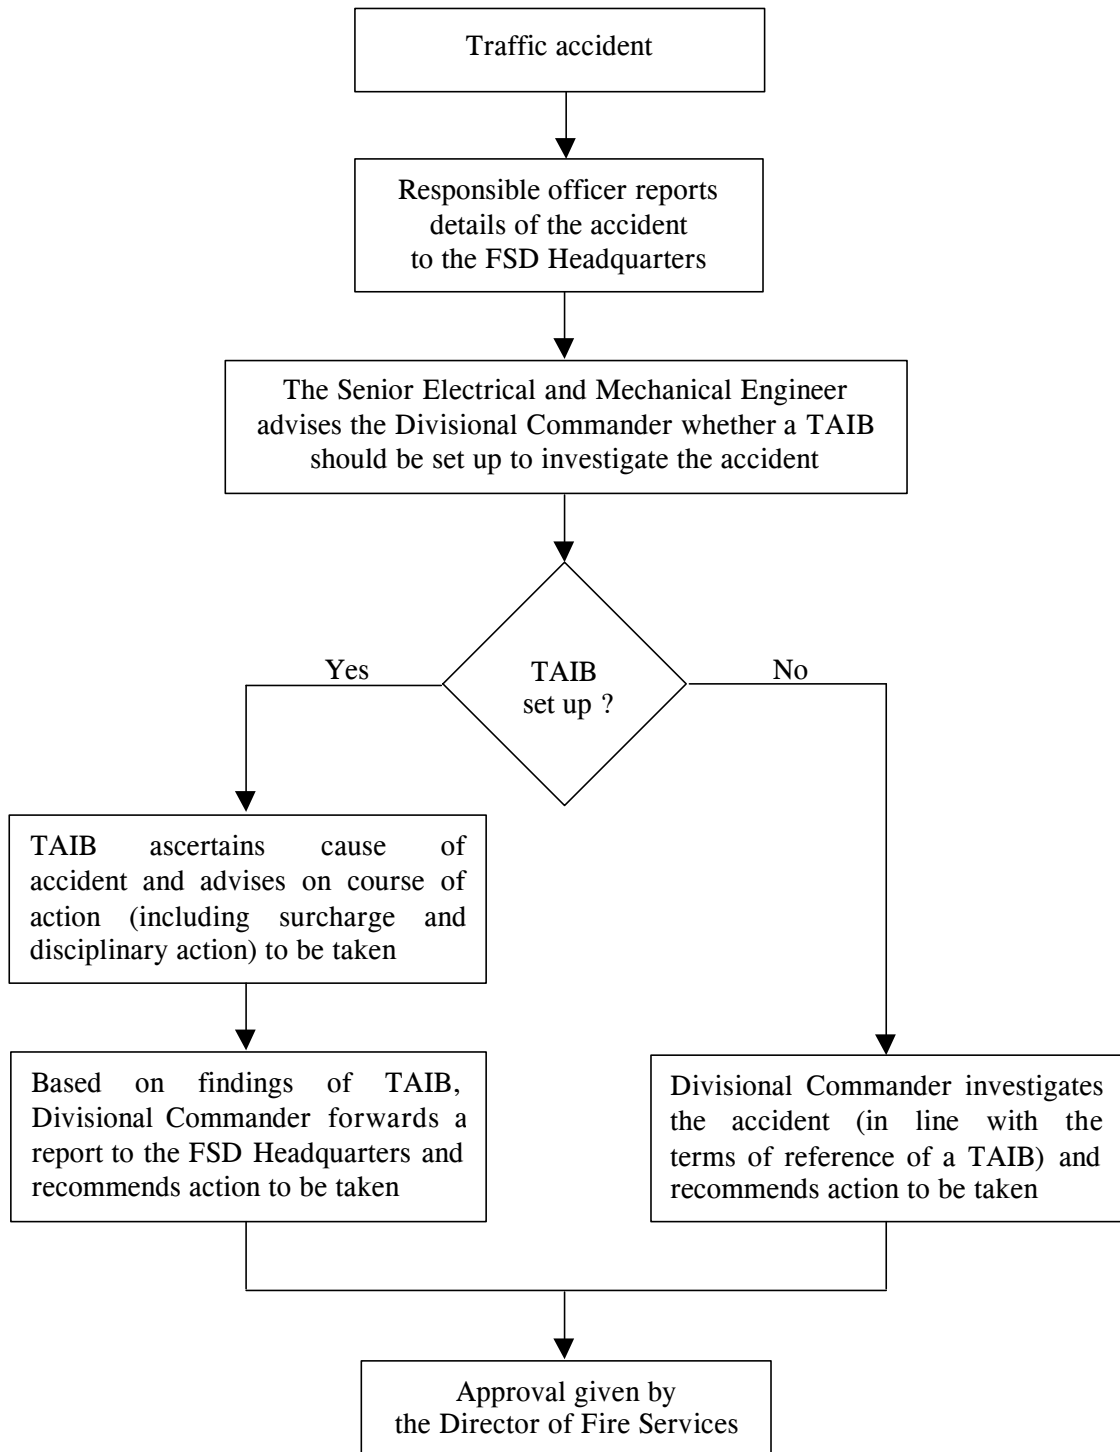 Traffic accident
Responsible officer reports
details of the accident
to the FSD Headquarters
The Senior Electrical and Mechanical Engineer
advises the Divisional Commander whether a TAIB
should be set up to investigate the accident
TAIB
set up ?
Yes
No
TAIB ascertains cause of
accident and advises on course of
action (including surcharge and
disciplinary action) to be taken
Based on findings of TAIB,
Divisional Commander forwards a
report to the FSD Headquarters and
recommends action to be taken
Divisional Commander investigates
the accident (in line with the
terms of reference of a TAIB) and
recommends action to be taken
Approval given by
the Director of Fire Services